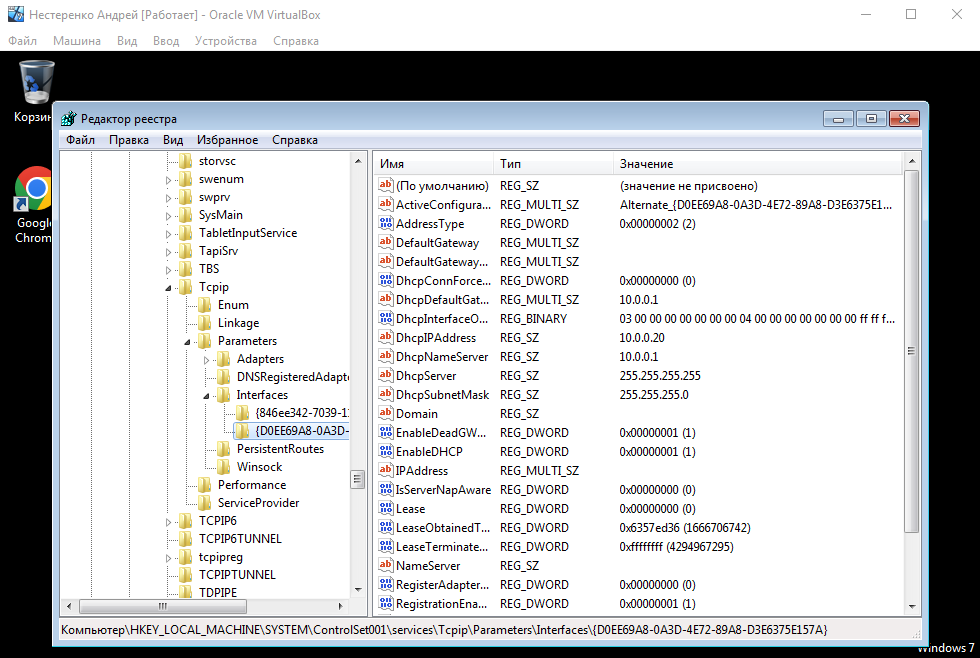 Нестеренко Андрей [Работает] - Oracle VM VirtualBox
Файл Машина Вид Ввод Устройства Справка
Корзин
Google
Chrom
Редактор реестра
Файл Правка Вид Избранное Справка
storvsc
swenum
swprv
SysMain
TabletInputService
TapiSrv
TBS
Tcpip
Enum
Linkage
Parameters
Adapters
DNSRegisteredAdapte
Interfaces
{846ee342-7039-11
{D0EE69A8-0A3D-
PersistentRoutes
Winsock
Performance
ServiceProvider
TCPIP6
TCPIP6TUNNEL
tcpipreg
TCPIPTUNNEL
TDPIPE
Имя Тип Значение
(По умолчанию) REG_SZ (значение не присвоено)
ActiveConfigura... REG_MULTI_SZ Alternate_{D0EE69A8-0A3D-4E72-89A8-D3E6375E1...
AddressType REG_DWORD 0x00000002 (2)
DefaultGateway REG_MULTI_SZ
DefaultGateway... REG_MULTI_SZ
DhcpConnForce... REG_DWORD 0x00000000 (0)
DhcpDefaultGat... REG_MULTI_SZ 10.0.0.1
DhcpInterfaceO... REG_BINARY 03 00 00 00 00 00 00 00 04 00 00 00 00 00 00 00 ff ff f...
DhcpIPAddress REG_SZ 10.0.0.20
DhcpNameServer REG_SZ 10.0.0.1
DhcpServer REG_SZ 255.255.255.255
DhcpSubnetMask REG_SZ 255.255.255.0
Domain REG_SZ
EnableDeadGW... REG_DWORD 0x00000001 (1)
EnableDHCP REG_DWORD 0x00000001 (1)
IPAddress REG_MULTI_SZ
IsServerNapAware REG_DWORD 0x00000000 (0)
Lease REG_DWORD 0x00000000 (0)
LeaseObtainedT... REG_DWORD 0x6357ed36 (1666706742)
LeaseTerminate... REG_DWORD 0xffffffff (4294967295)
NameServer REG_SZ
RegisterAdapter... REG_DWORD 0x00000000 (0)
RegistrationEna... REG_DWORD 0x00000001 (1)
Компьютер\HKEY_LOCAL_MACHINE\SYSTEM\ControlSet001\services\Tcpip\Parameters\Interfaces\{D0EE69A8-0A3D-4E72-89A8-D3E6375E157A}
Windows 7